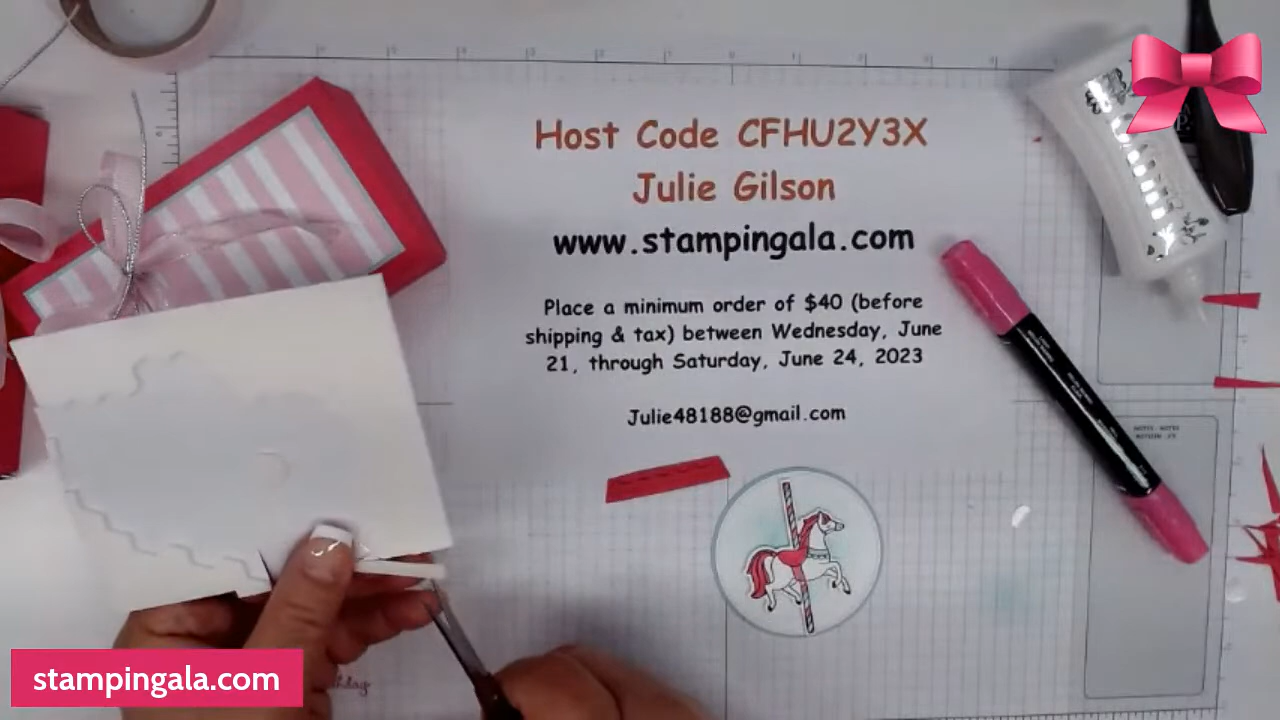 Host Code CFHU2Y3X
Julie Gilson
www.stampingala.com
Place a minimum order of $40 (before
shipping & tax) between Wednesday, June
21, through Saturday, June 24, 2023
Julie48188@gmail.com
stampingala.com